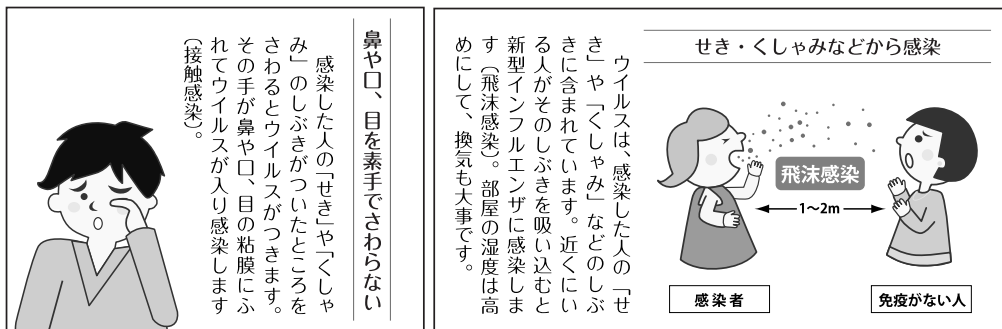 せき・くしゃみなどから感染
ウイルスは、感染した人の「せ
き」や「くしゃみ」などのしぶ
きに含まれています。近くにい
る人がそのしぶきを吸い込むと
新型インフルエンザに感染しま
す（飛沫感染）。部屋の湿度は高
めにして、換気も大事です。
飛沫感染
1〜2m
感染者
免疫がない人
鼻や口、目を素手でさわらない
感染した人の「せき」や「くしゃ
み」のしぶきがついたところを
さわるとウイルスがつきます。
その手が鼻や口、目の粘膜にふ
れてウイルスが入り感染します
（接触感染）。